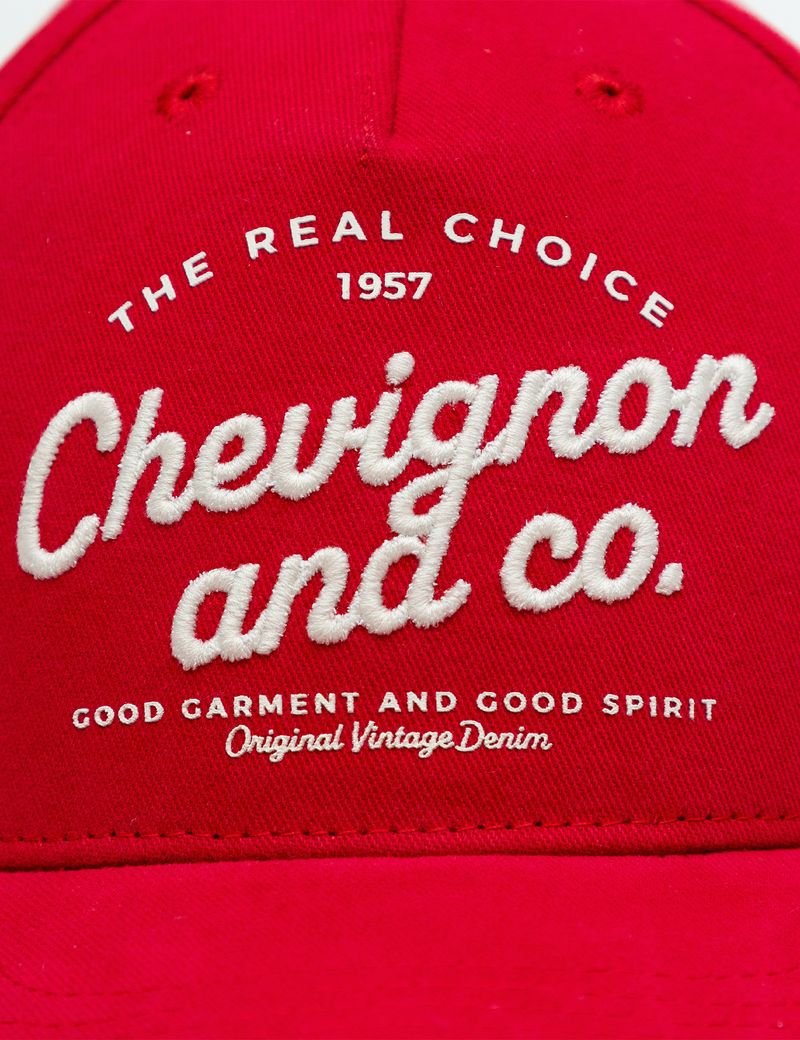 THE REAL CHOICE
1957
Chevignon
and co.
GOOD GARMENT AND GOOD SPIRIT
Original Vintage Denim